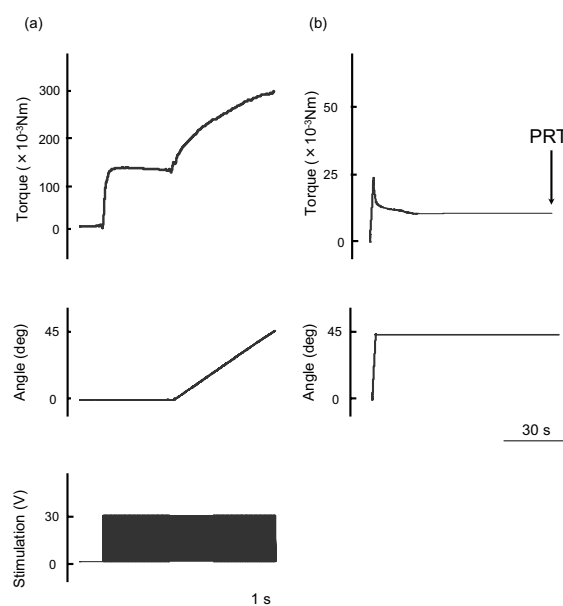 (a)
Torque (×10⁻³Nm)
300
200
100
0
Angle (deg)
45
0
Stimulation (V)
30
0
1 s
(b)
Torque (×10⁻³Nm)
50
25
0
PRT
Angle (deg)
45
0
30 s